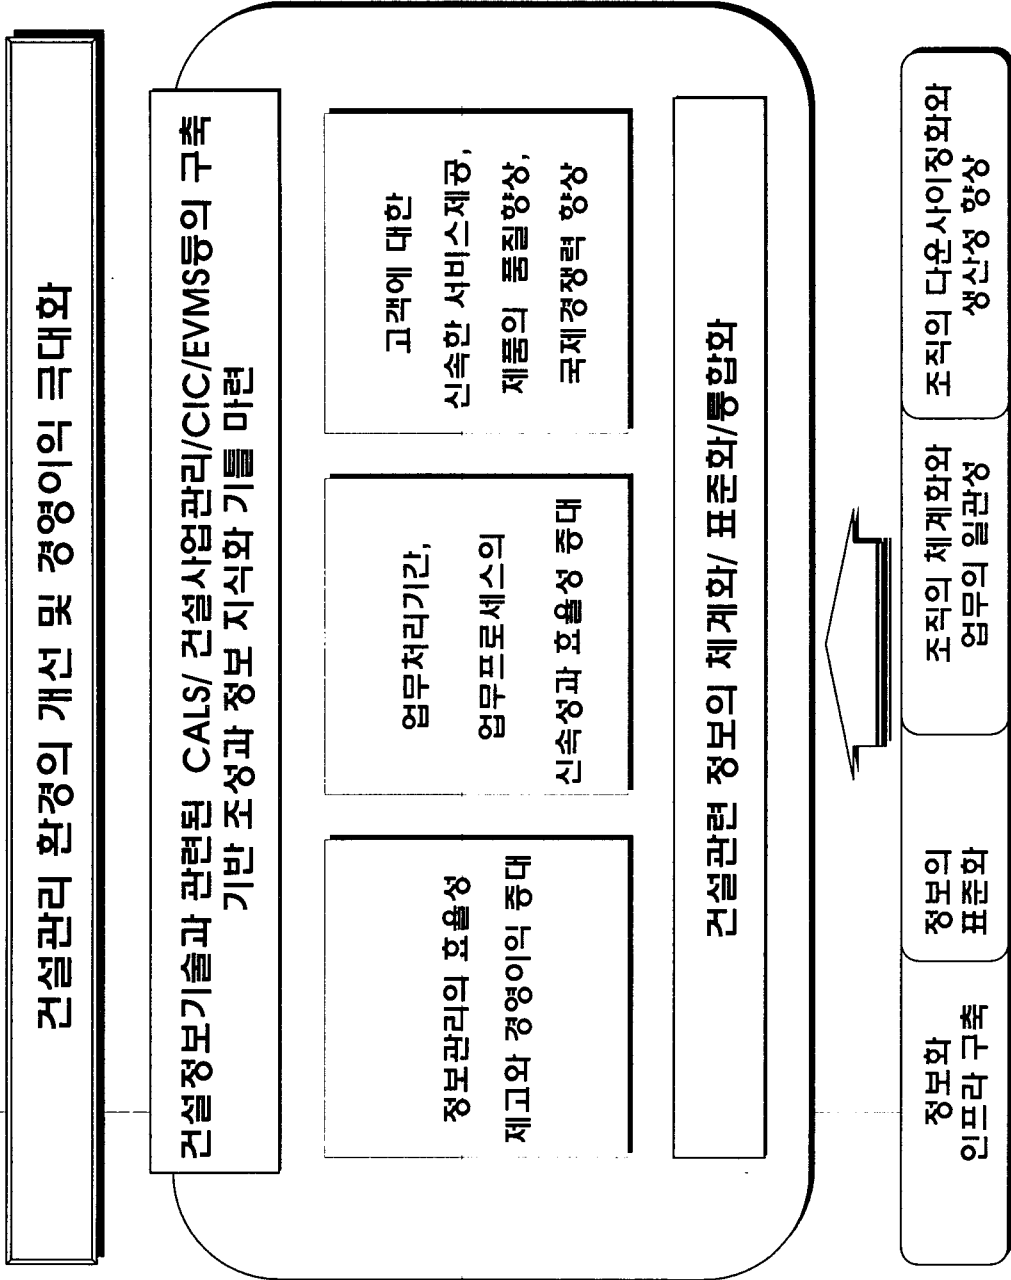 건설관리 환경의 개선 및 경영이익 극대화
건설정보기술과 관련된 CALS/ 건설사업관리/CIC/EVMS등의 구축
기반 조성과 정보 지식화 기틀 마련
정보관리의 효율성
제고와 경영이익 증대
업무처리기간,
업무프로세스의
신속성과 효율성 증대
고객에 대한
신속한 서비스제공,
제품의 품질향상,
국제경쟁력 향상
건설관련 정보의 체계화/ 표준화/통합화
정보화
인프라 구축
정보의
표준화
조직의 체계화와
업무의 일관성
조직의 다운사이징화와
생산성 향상